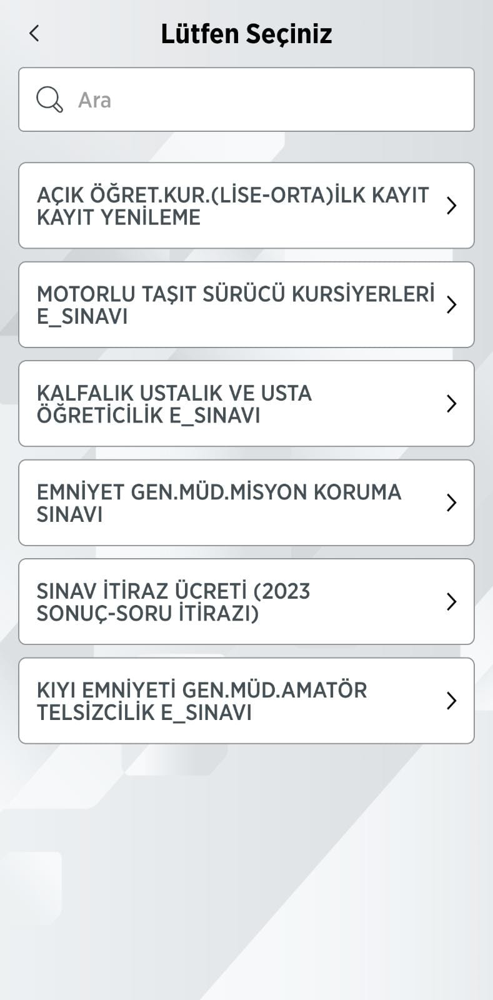 Lütfen Seçiniz
Ara
AÇIK ÖĞRET.KUR.(LİSE-ORTA)İLK KAYIT
KAYIT YENİLEME
MOTORLU TAŞIT SÜRÜCÜ KURSİYERLERİ
E_SINAVI
KALFALIK USTALIK VE USTA
ÖĞRETİCİLİK E_SINAVI
EMNİYET GEN.MÜD.MİSYON KORUMA
SINAVI
SINAV İTİRAZ ÜCRETİ (2023
SONUÇ-SORU İTİRAZI)
KIYI EMNİYETİ GEN.MÜD.AMATÖR
TELSİZCİLİK E_SINAVI